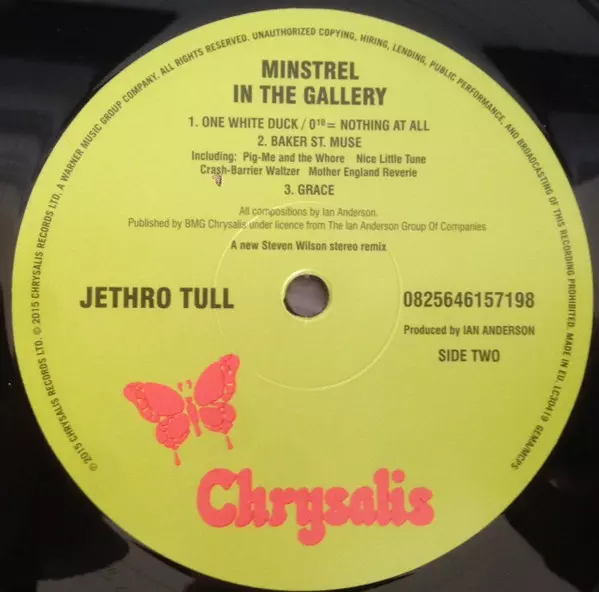 MINSTREL
IN THE GALLERY
1. ONE WHITE DUCK / 0¹⁰ = NOTHING AT ALL
2. BAKER ST. MUSE
Including: Pig-Me and the Whore Nice Little Tune
Crash-Barrier Waltzer Mother England Reverie
3. GRACE
All compositions by Ian Anderson.
Published by BMG Chrysalis under licence from The Ian Anderson Group Of Companies
A new Steven Wilson stereo remix
JETHRO TULL
0825646157198
Produced by IAN ANDERSON
SIDE TWO
Chrysalis
℗ 2015 CHRYSALIS RECORDS LTD. © 2015 CHRYSALIS RECORDS LTD. A WARNER MUSIC GROUP COMPANY. ALL RIGHTS RESERVED. UNAUTHORIZED COPYING, HIRING, LENDING, PUBLIC PERFORMANCE, AND BROADCASTING OF THIS RECORDING PROHIBITED. MADE IN EU. LC30419 GEMA/MCPS